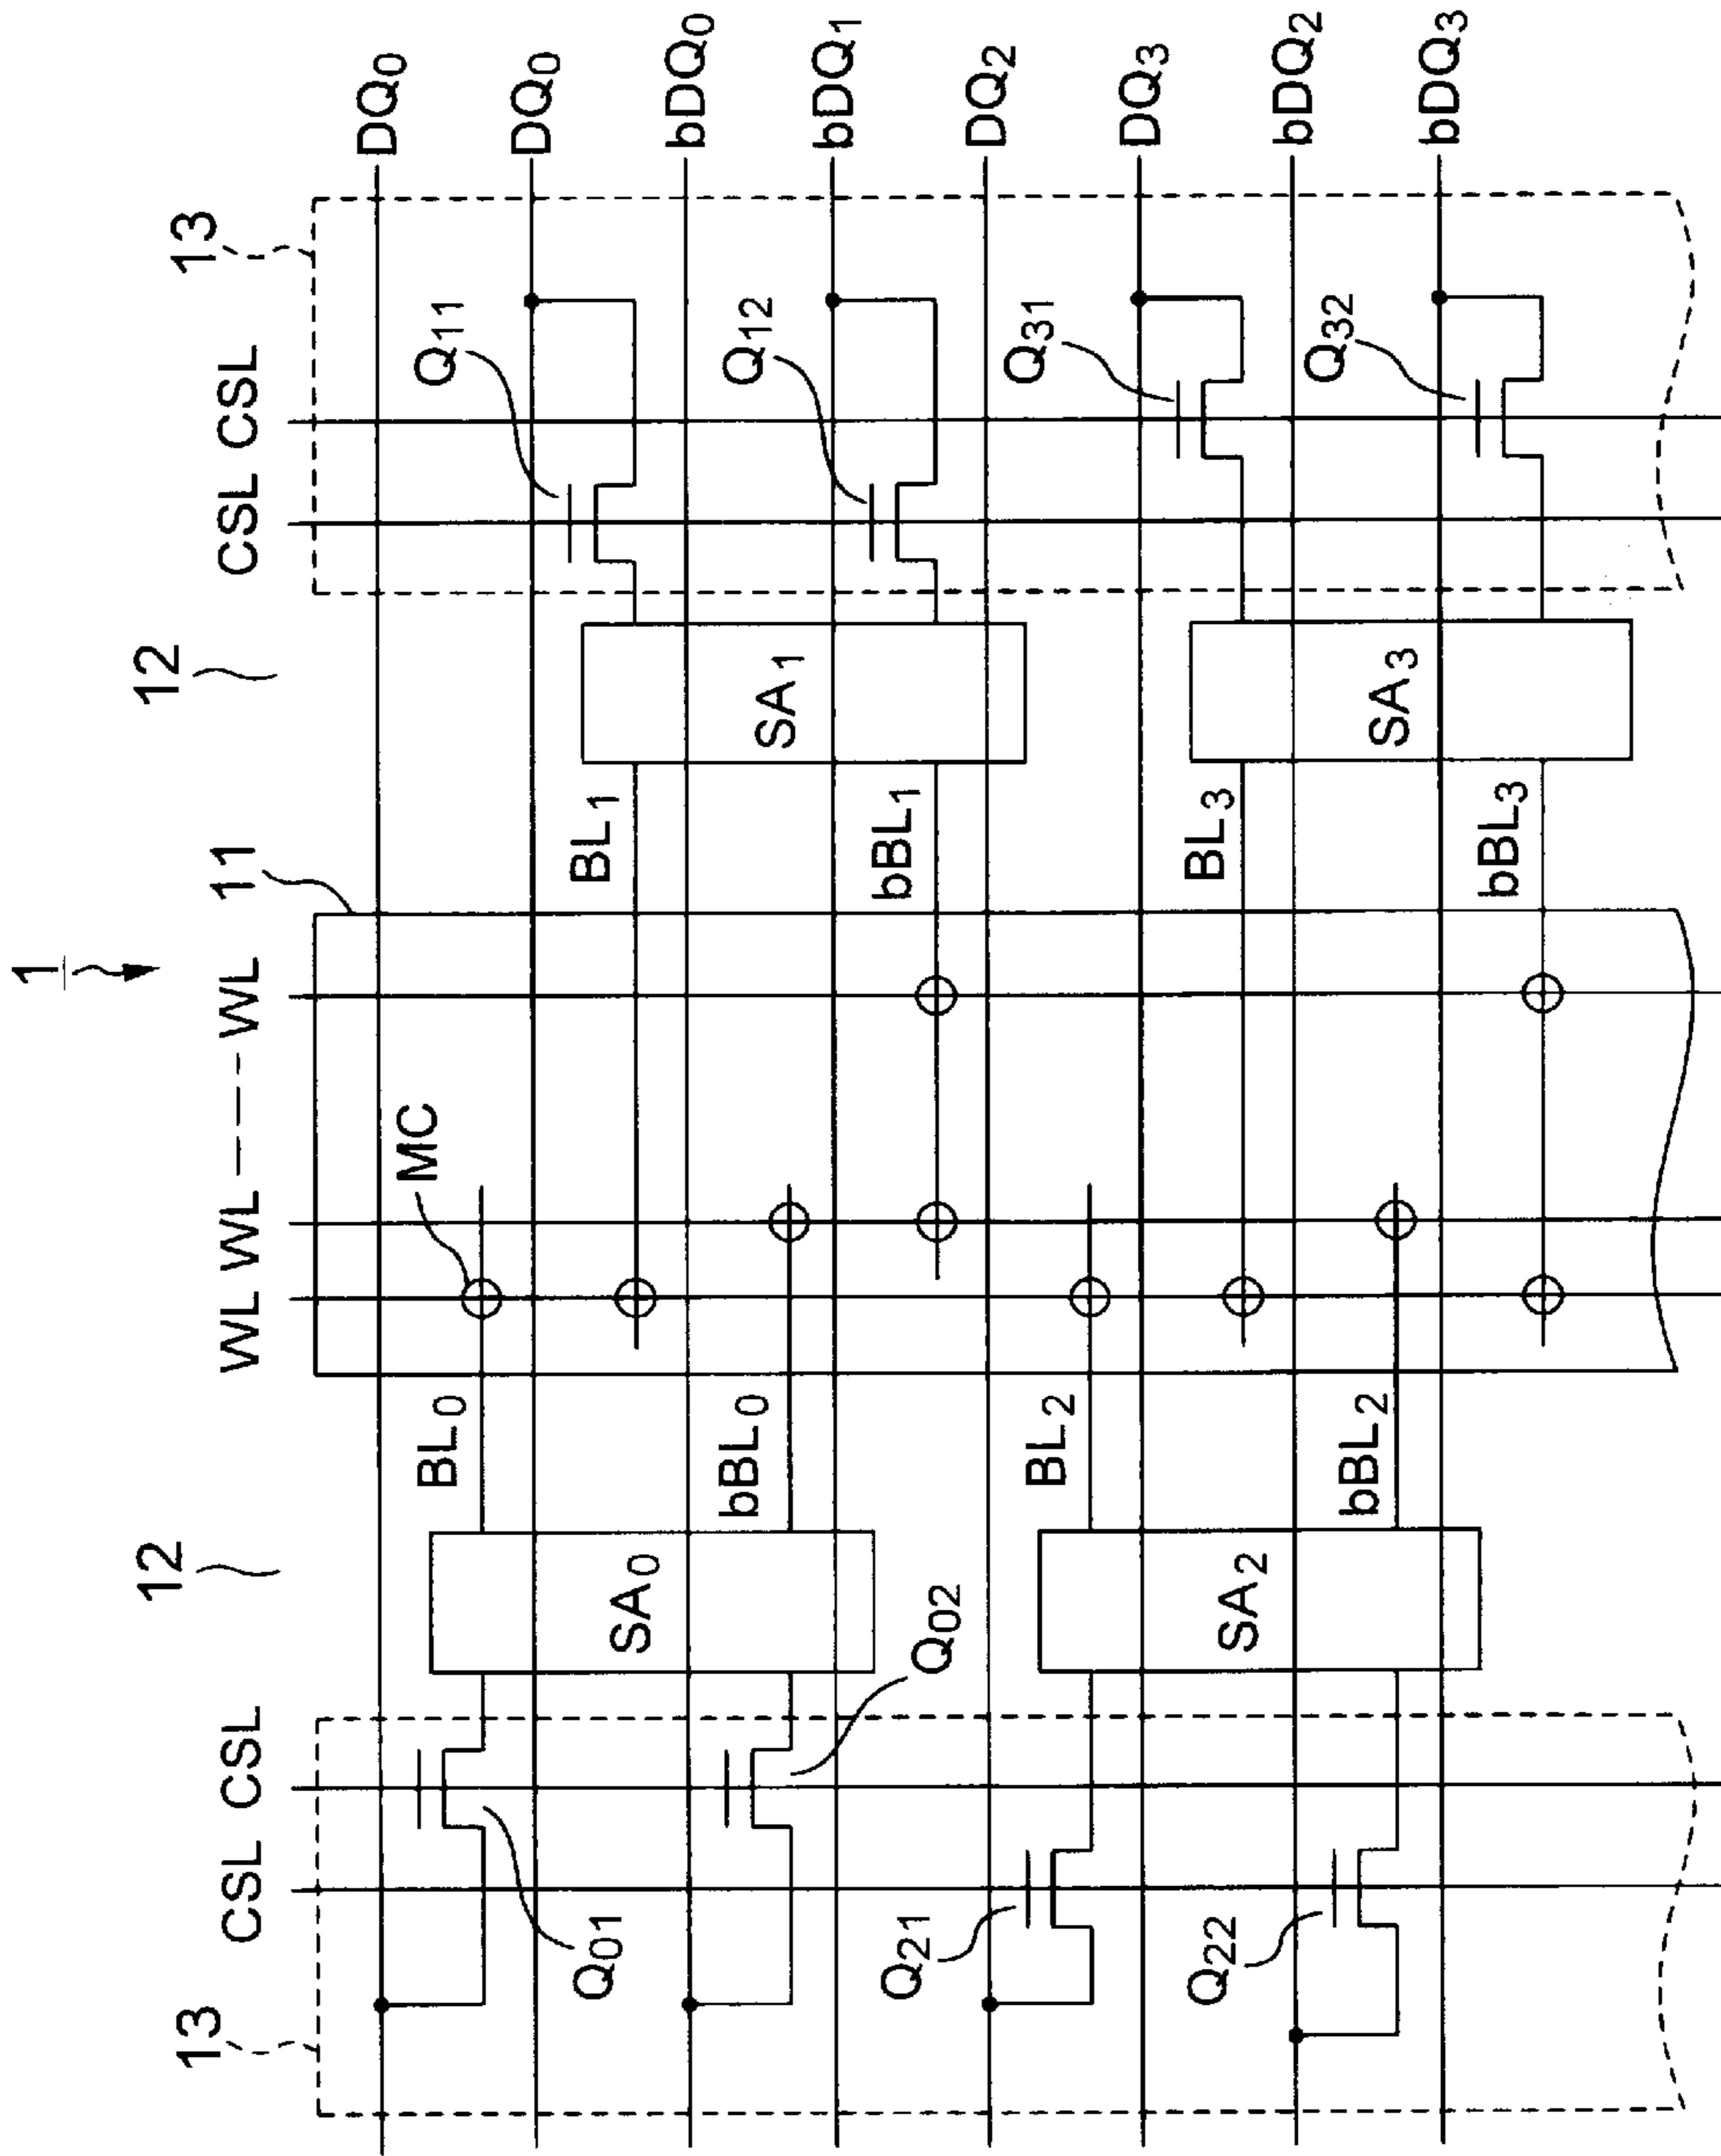 1
12
12
13
13
11
CSL CSL
WL WL --- WL
CSL CSL
DQ0
MC
Q11
BL0
DQ0
Q01
BL1
SA0
bDQ0
bBL0
Q12
SA1
bDQ1
bBL1
Q21
Q02
DQ2
Q31
BL2
DQ3
Q22
BL3
SA2
bDQ2
Q32
bBL2
SA3
bDQ3
bBL3